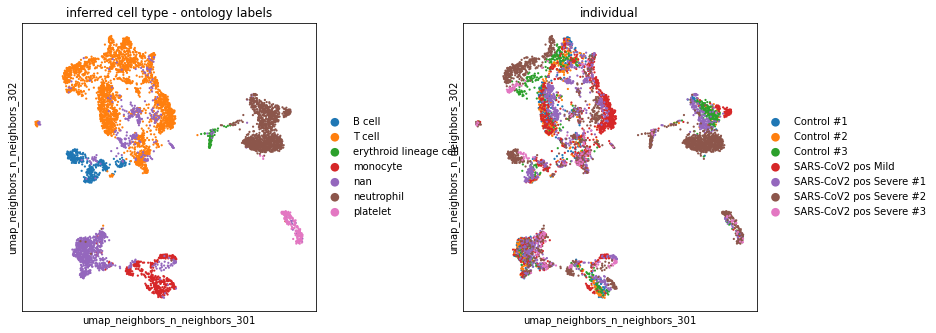 inferred cell type - ontology labels
umap_neighbors_n_neighbors_302
umap_neighbors_n_neighbors_301
B cell
T cell
erythroid lineage cell
monocyte
nan
neutrophil
platelet
individual
umap_neighbors_n_neighbors_302
umap_neighbors_n_neighbors_301
Control #1
Control #2
Control #3
SARS-CoV2 pos Mild
SARS-CoV2 pos Severe #1
SARS-CoV2 pos Severe #2
SARS-CoV2 pos Severe #3